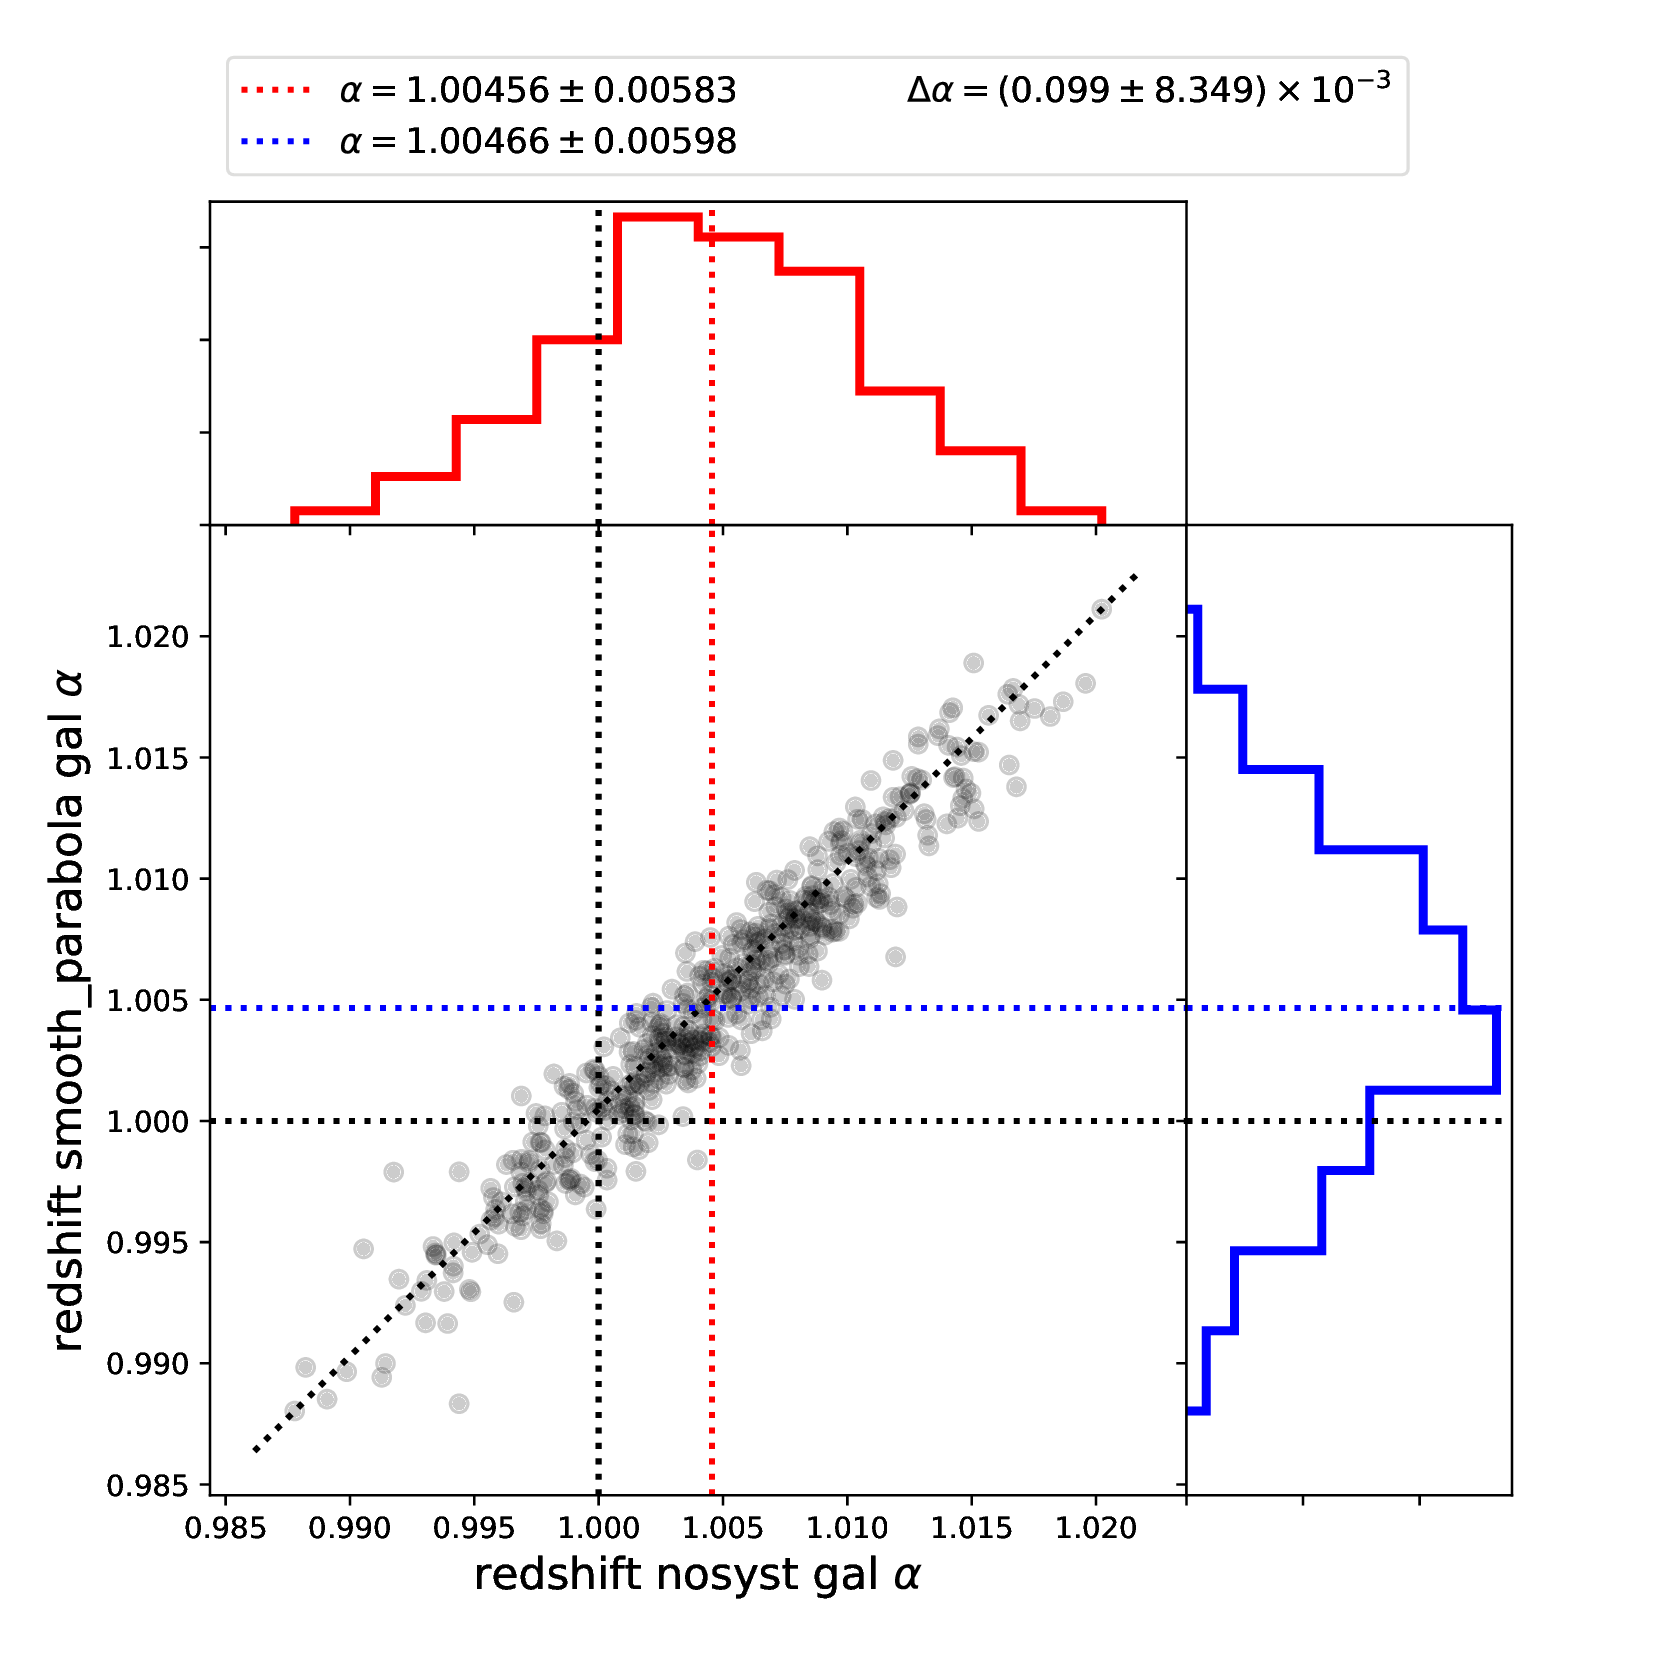 α = 1.00456 ± 0.00583
Δα = (0.099 ± 8.349) × 10⁻³
α = 1.00466 ± 0.00598
1.020
1.015
1.010
1.005
1.000
0.995
0.990
0.985
redshift smooth_parabola gal α
0.985 0.990 0.995 1.000 1.005 1.010 1.015 1.020
redshift nosyst gal α